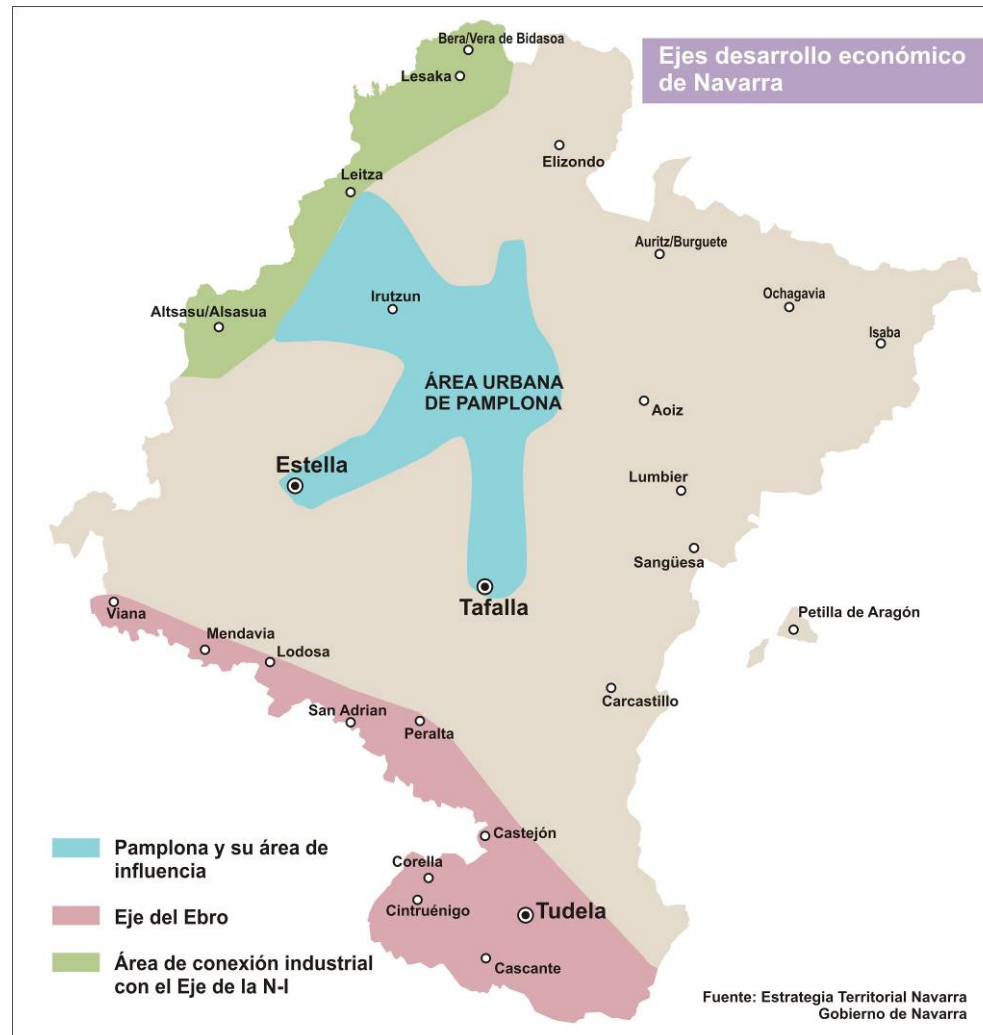 Ejes desarrollo económico
de Navarra
Bera/Vera de Bidasoa
Lesaka
Elizondo
Leitza
Auritz/Burguete
Ochagavia
Irutzun
Altsasu/Alsasua
Isaba
ÁREA URBANA
DE PAMPLONA
Aoiz
Estella
Lumbier
Sangüesa
Tafalla
Viana
Petilla de Aragón
Mendavia
Lodosa
Carcastillo
San Adrian
Peralta
Castejón
Corella
Cintruénigo
Tudela
Cascante
Pamplona y su área de
influencia
Eje del Ebro
Área de conexión industrial
con el Eje de la N-I
Fuente: Estrategia Territorial Navarra
Gobierno de Navarra